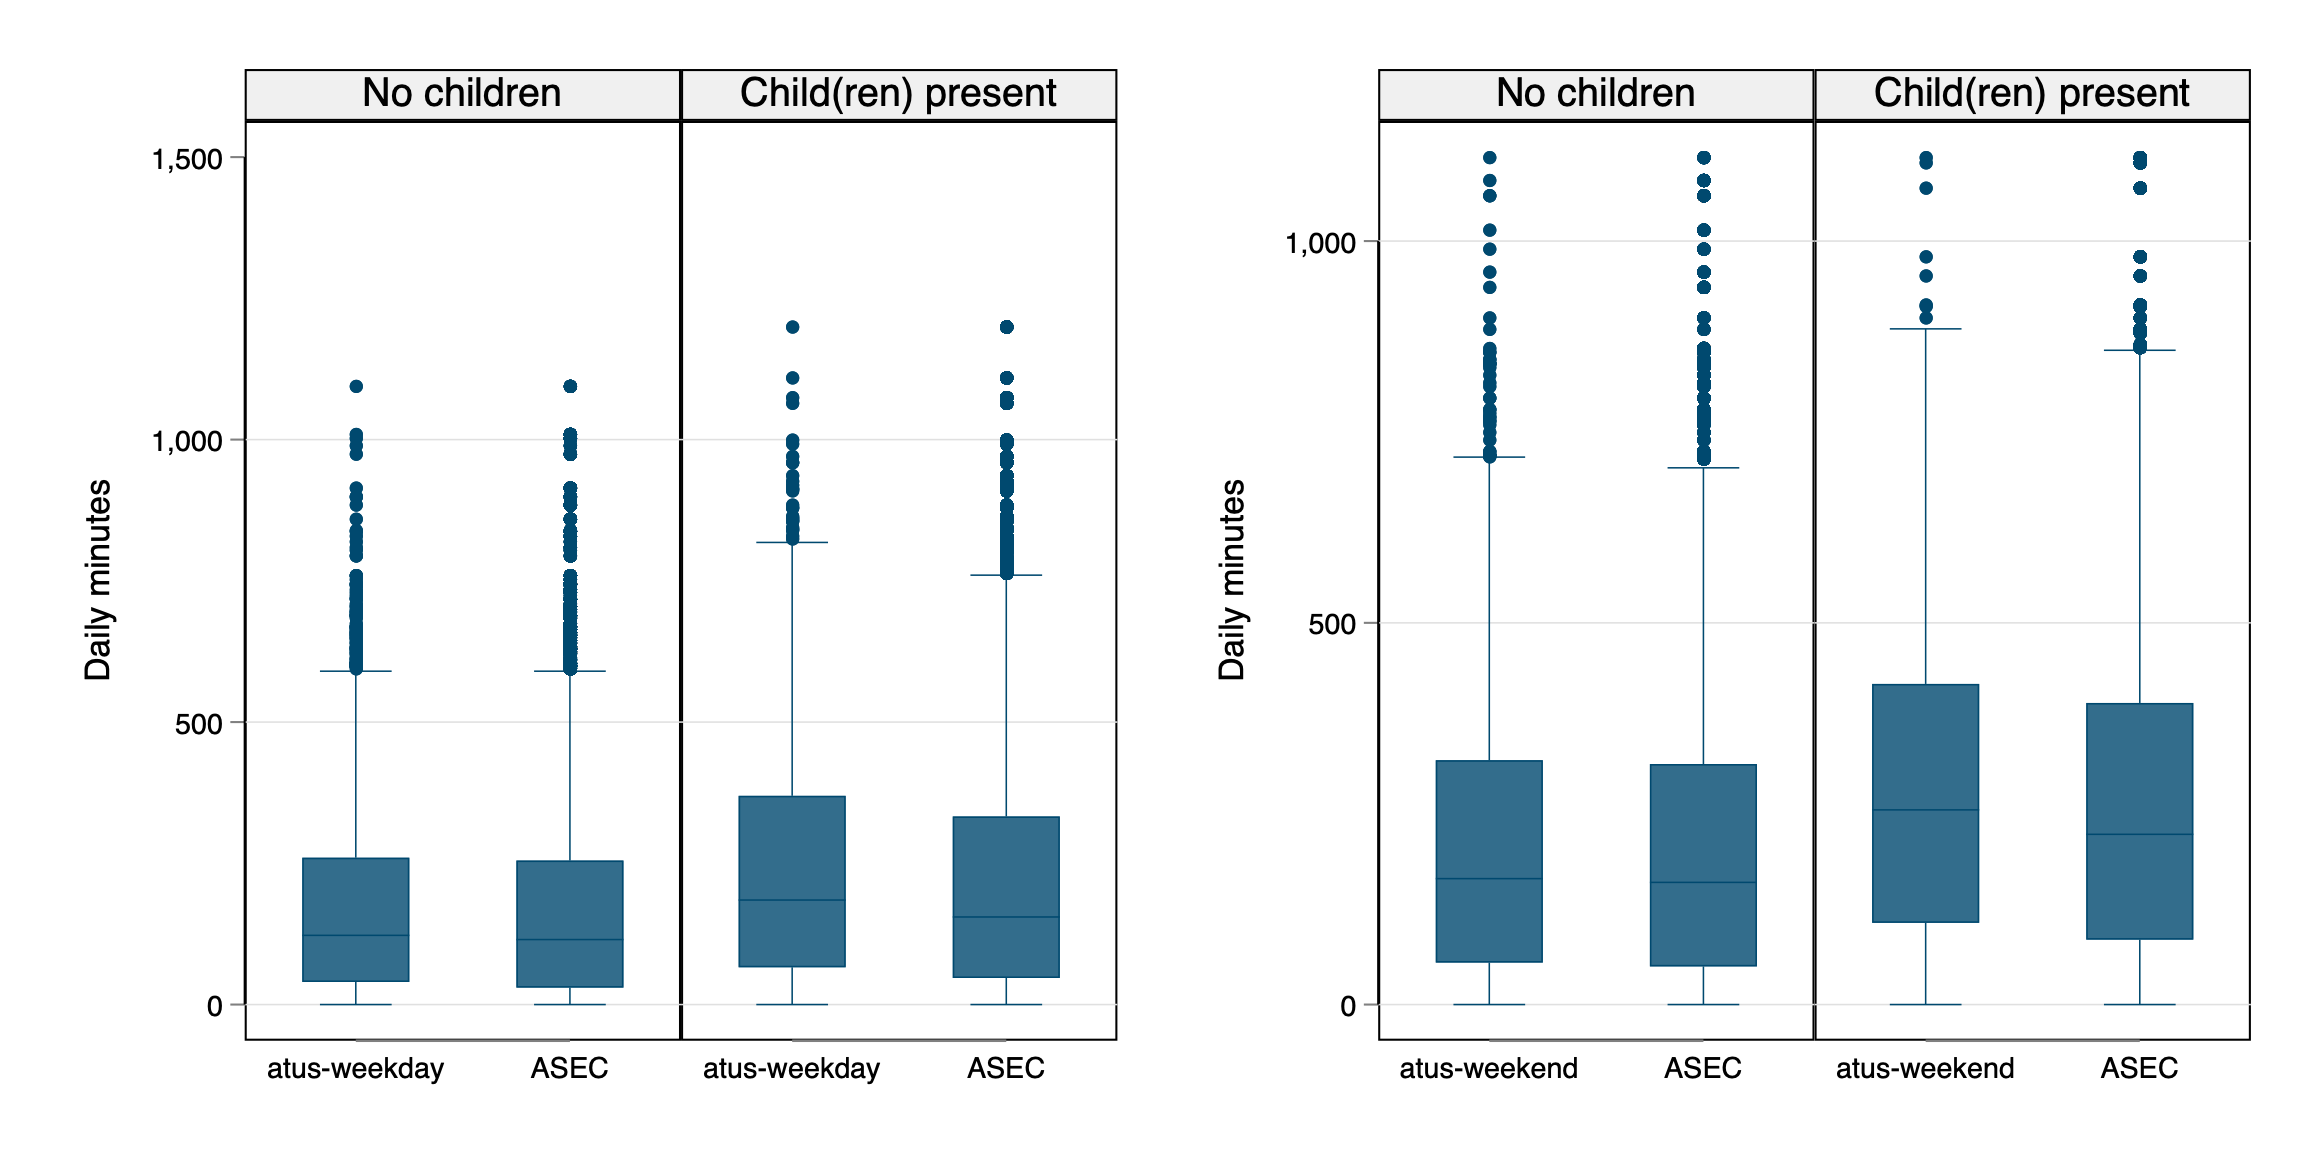 No children
Child(ren) present
Daily minutes
1,500
1,000
500
0
atus-weekday
ASEC
atus-weekday
ASEC
No children
Child(ren) present
Daily minutes
1,000
500
0
atus-weekend
ASEC
atus-weekend
ASEC